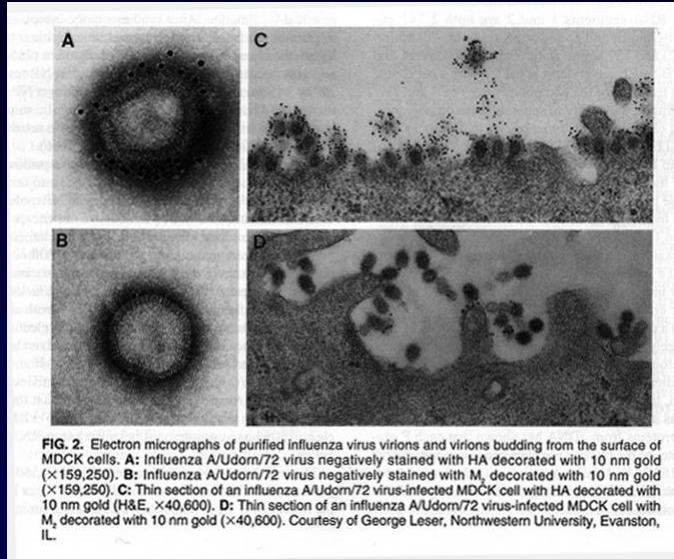 A
C
B
D
FIG. 2. Electron micrographs of purified influenza virus virions and virions budding from the surface of
MDCK cells. A: Influenza A/Udorn/72 virus negatively stained with HA decorated with 10 nm gold
(×159,250). B: Influenza A/Udorn/72 virus negatively stained with M2 decorated with 10 nm gold
(×159,250). C: Thin section of an influenza A/Udorn/72 virus-infected MDCK cell with HA decorated with
10 nm gold (H&E, ×40,600). D: Thin section of an influenza A/Udorn/72 virus-infected MDCK cell with
M2 decorated with 10 nm gold (×40,600). Courtesy of George Leser, Northwestern University, Evanston,
IL.